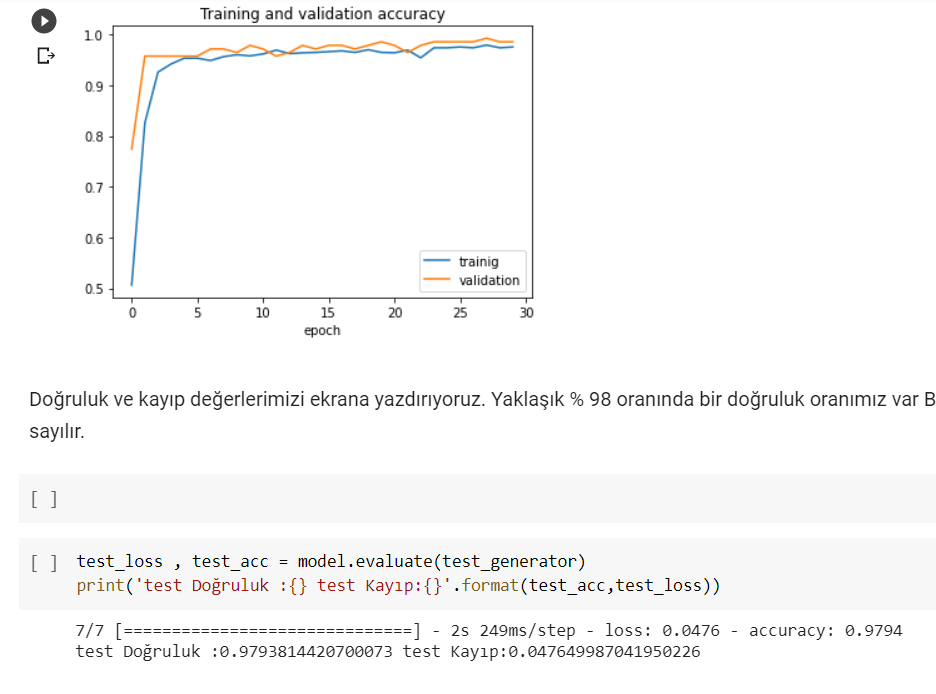 Training and validation accuracy
1.0
0.9
0.8
0.7
0.6
0.5
trainig
validation
0 5 10 15 20 25 30
epoch
Doğruluk ve kayıp değerlerimizi ekrana yazdırıyoruz. Yaklaşık % 98 oranında bir doğruluk oranımız var B
sayılır.
[ ]
[ ] test_loss , test_acc = model.evaluate(test_generator)
print('test Doğruluk :{} test Kayıp:{}'.format(test_acc,test_loss))
7/7 [==============================] - 2s 249ms/step - loss: 0.0476 - accuracy: 0.9794
test Doğruluk :0.9793814420700073 test Kayıp:0.047649987041950226